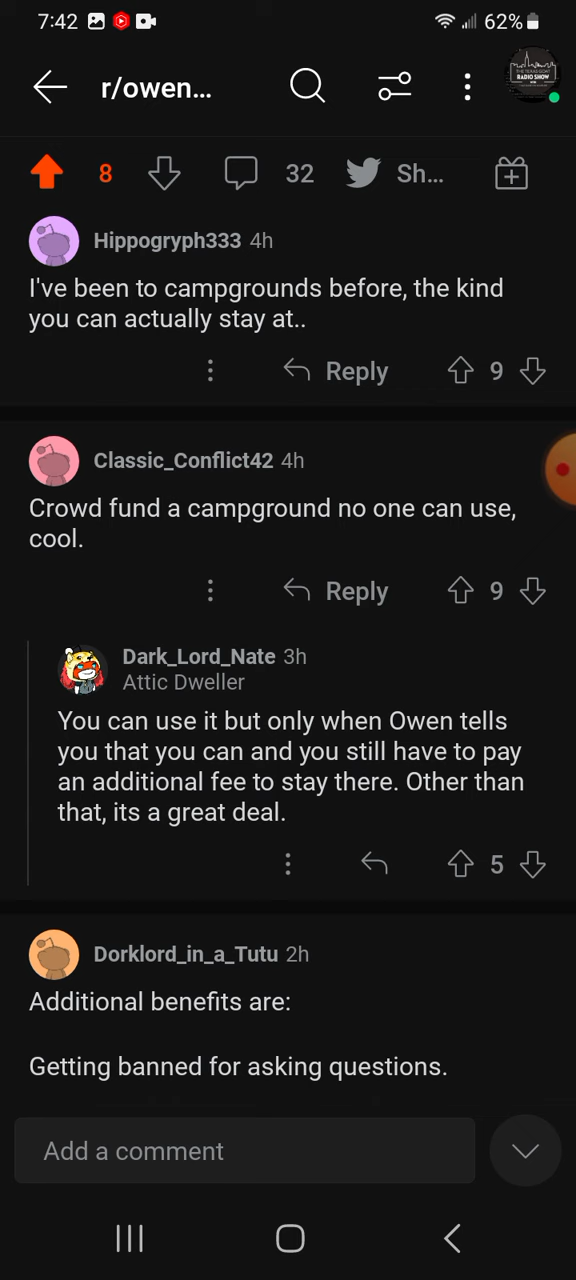 7:42
62%
r/owen...
8
32
Sh...
Hippogryph333 4h
I've been to campgrounds before, the kind
you can actually stay at..
Reply
9
Classic_Conflict42 4h
Crowd fund a campground no one can use,
cool.
Reply
9
Dark_Lord_Nate 3h
Attic Dweller
You can use it but only when Owen tells
you that you can and you still have to pay
an additional fee to stay there. Other than
that, its a great deal.
5
Dorklord_in_a_Tutu 2h
Additional benefits are:
Getting banned for asking questions.
Add a comment